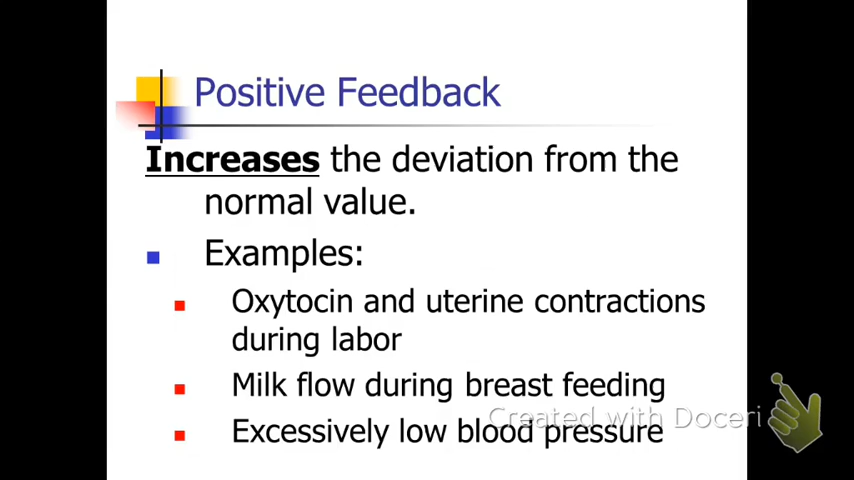 Positive Feedback
Increases the deviation from the
normal value.
Examples:
Oxytocin and uterine contractions
during labor
Milk flow during breast feeding
Created with Doceri
Excessively low blood pressure